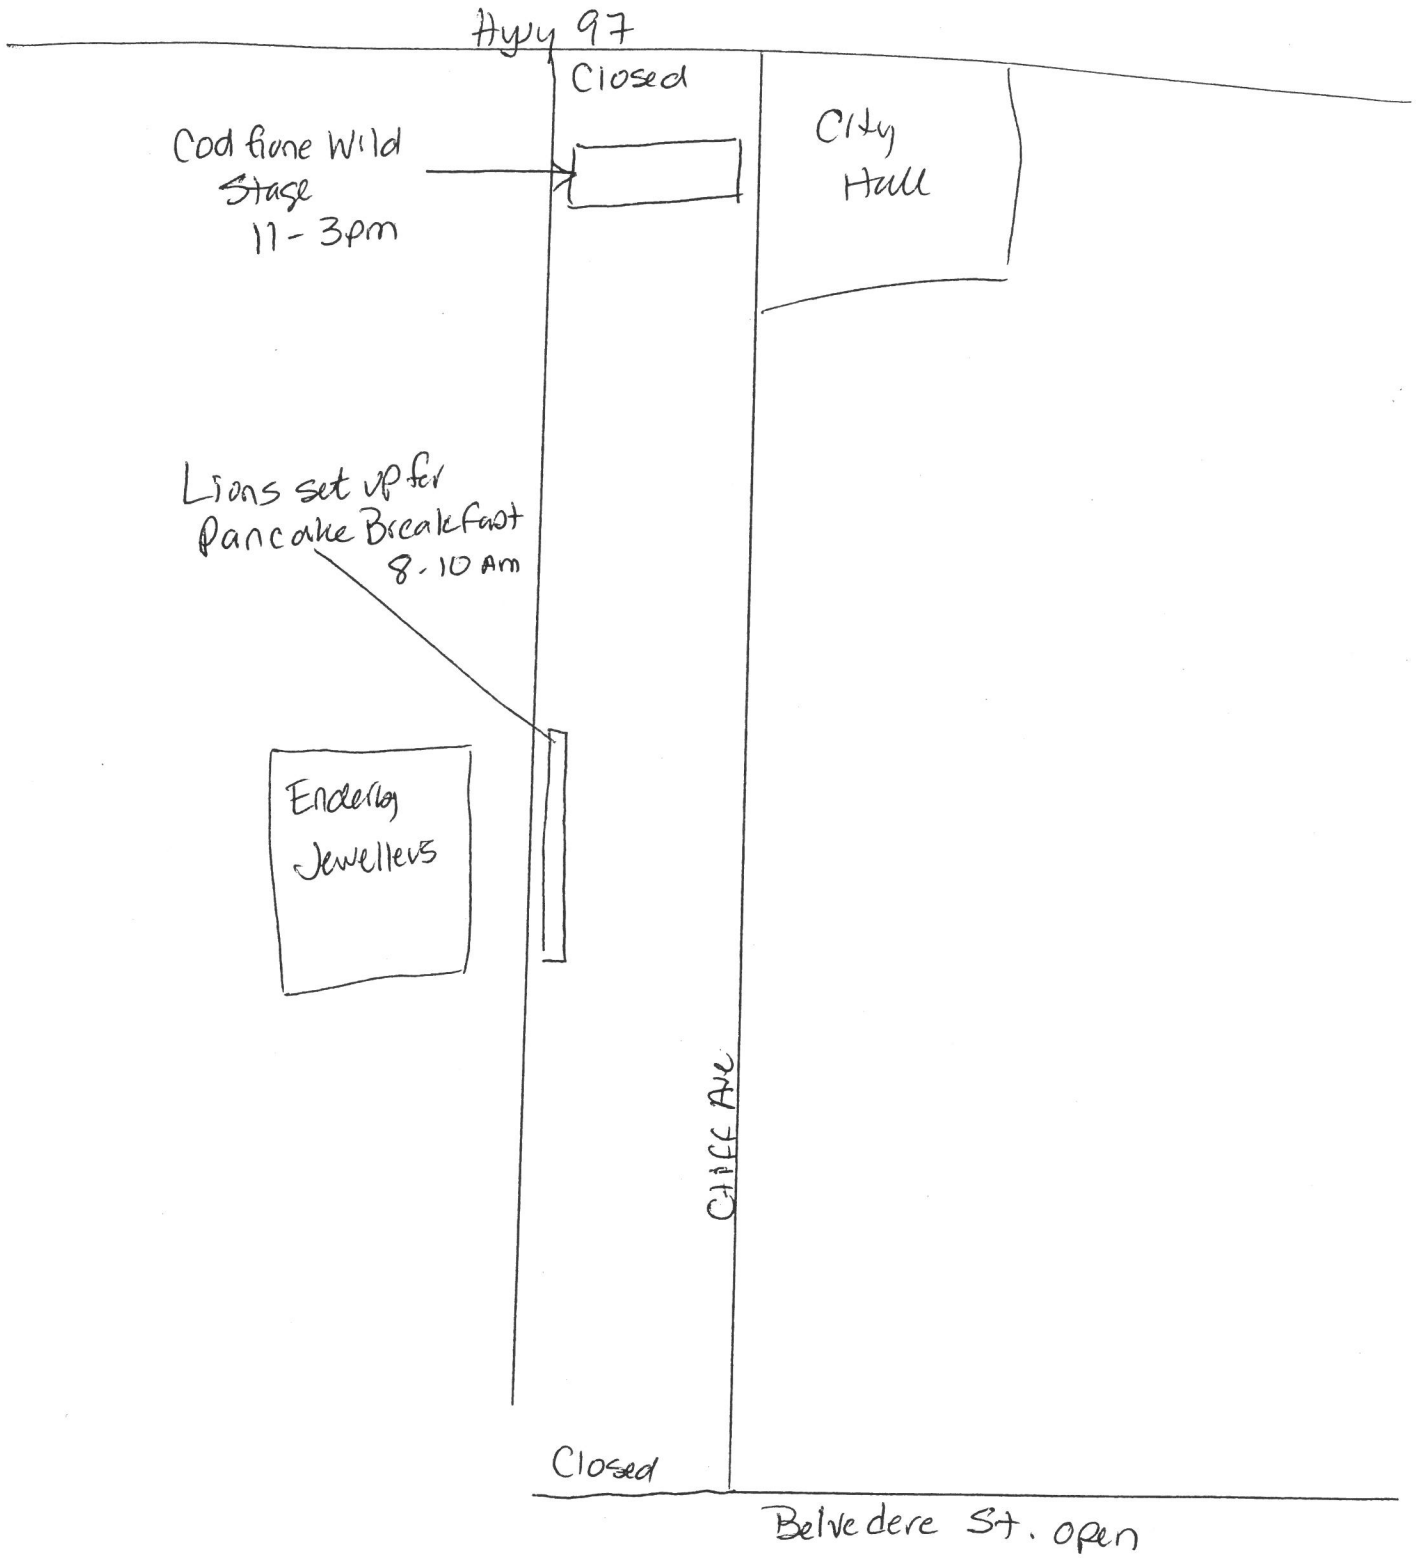 Hwy 97
Closed
City
Hall
Cod Gone Wild
Stage
11 - 3pm
Lions set up for
Pancake Breakfast
8-10 Am
Enderby
Jewellers
Cliff Ave
Closed
Belvedere St. open